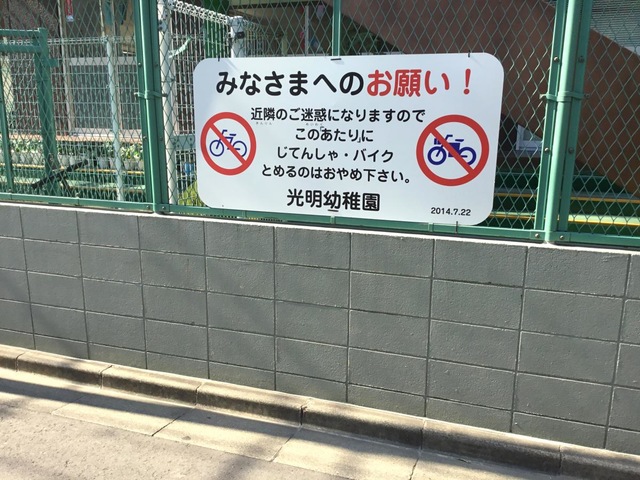 みなさまへのお願い！
近隣のご迷惑になりますので
この「あたり」に
じてんしゃ・バイク
とめるのはおやめ下さい。
光明幼稚園
2014.7.22